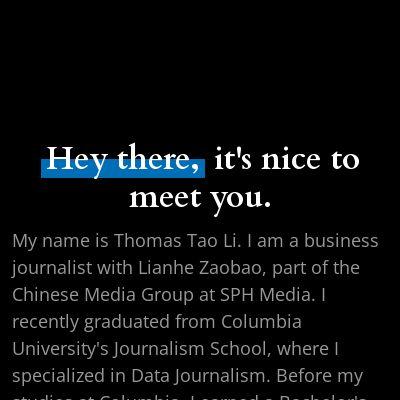 Hey there, it's nice to
meet you.
My name is Thomas Tao Li. I am a business
journalist with Lianhe Zaobao, part of the
Chinese Media Group at SPH Media. I
recently graduated from Columbia
University's Journalism School, where I
specialized in Data Journalism. Before my
studies at Columbia, I earned a Bachelor's